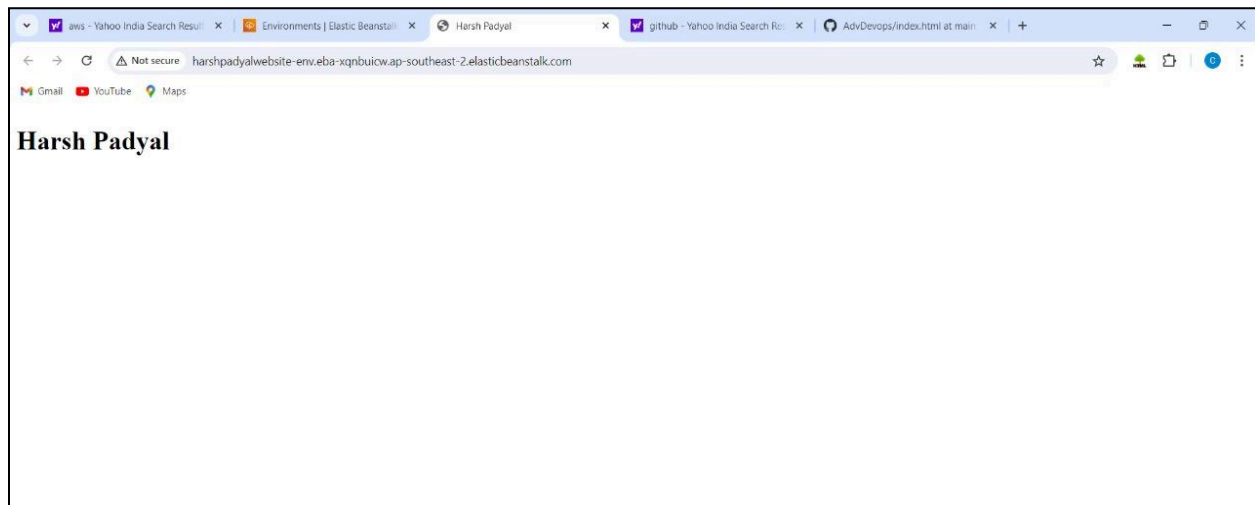 aws - Yahoo India Search Result
Environments | Elastic Beanstalk
Harsh Padyal
github - Yahoo India Search Re
AdvDevops/index.html at main
Not secure
harshpadyalwebsite-env.eba-xqnbuicw.ap-southeast-2.elasticbeanstalk.com
C
Gmail YouTube Maps
Harsh Padyal